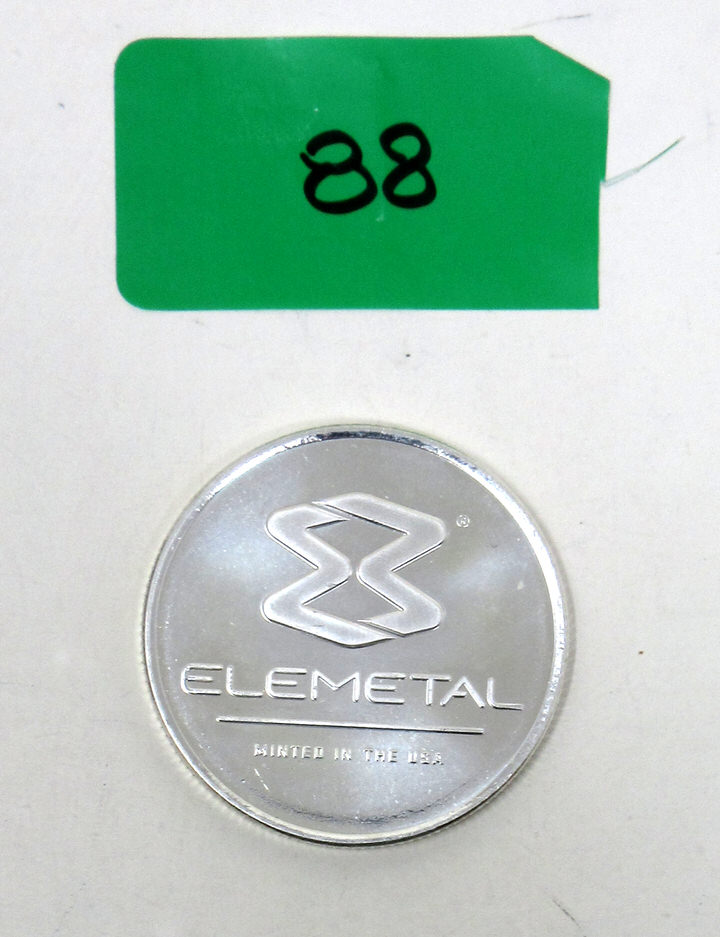 88
®
ELEMETAL
MINTED IN THE USA